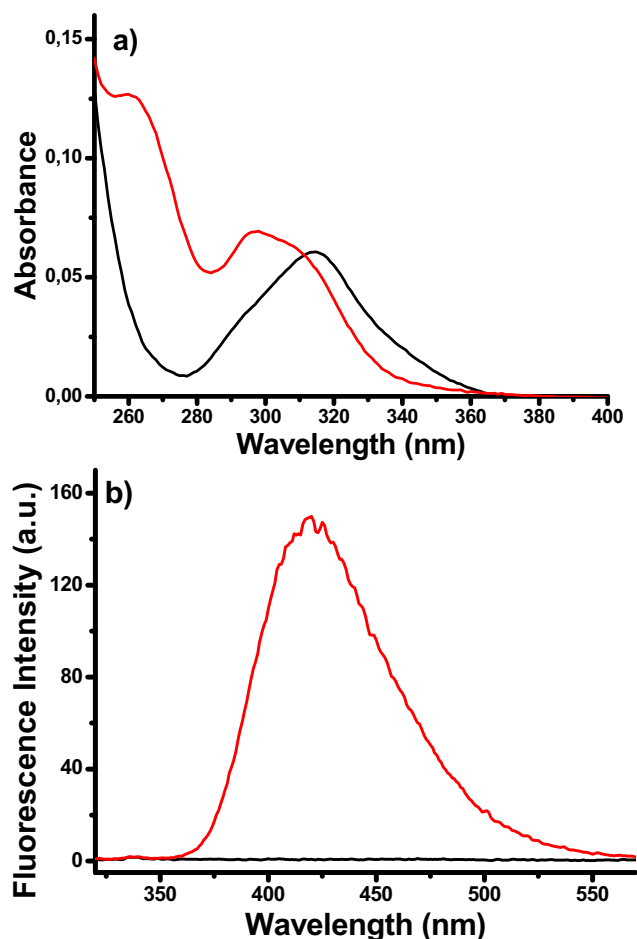 a)
Absorbance
0,15
0,10
0,05
0,00
260 280 300 320 340 360 380 400
Wavelength (nm)
b)
Fluorescence Intensity (a.u.)
160
120
80
40
0
350 400 450 500 550
Wavelength (nm)